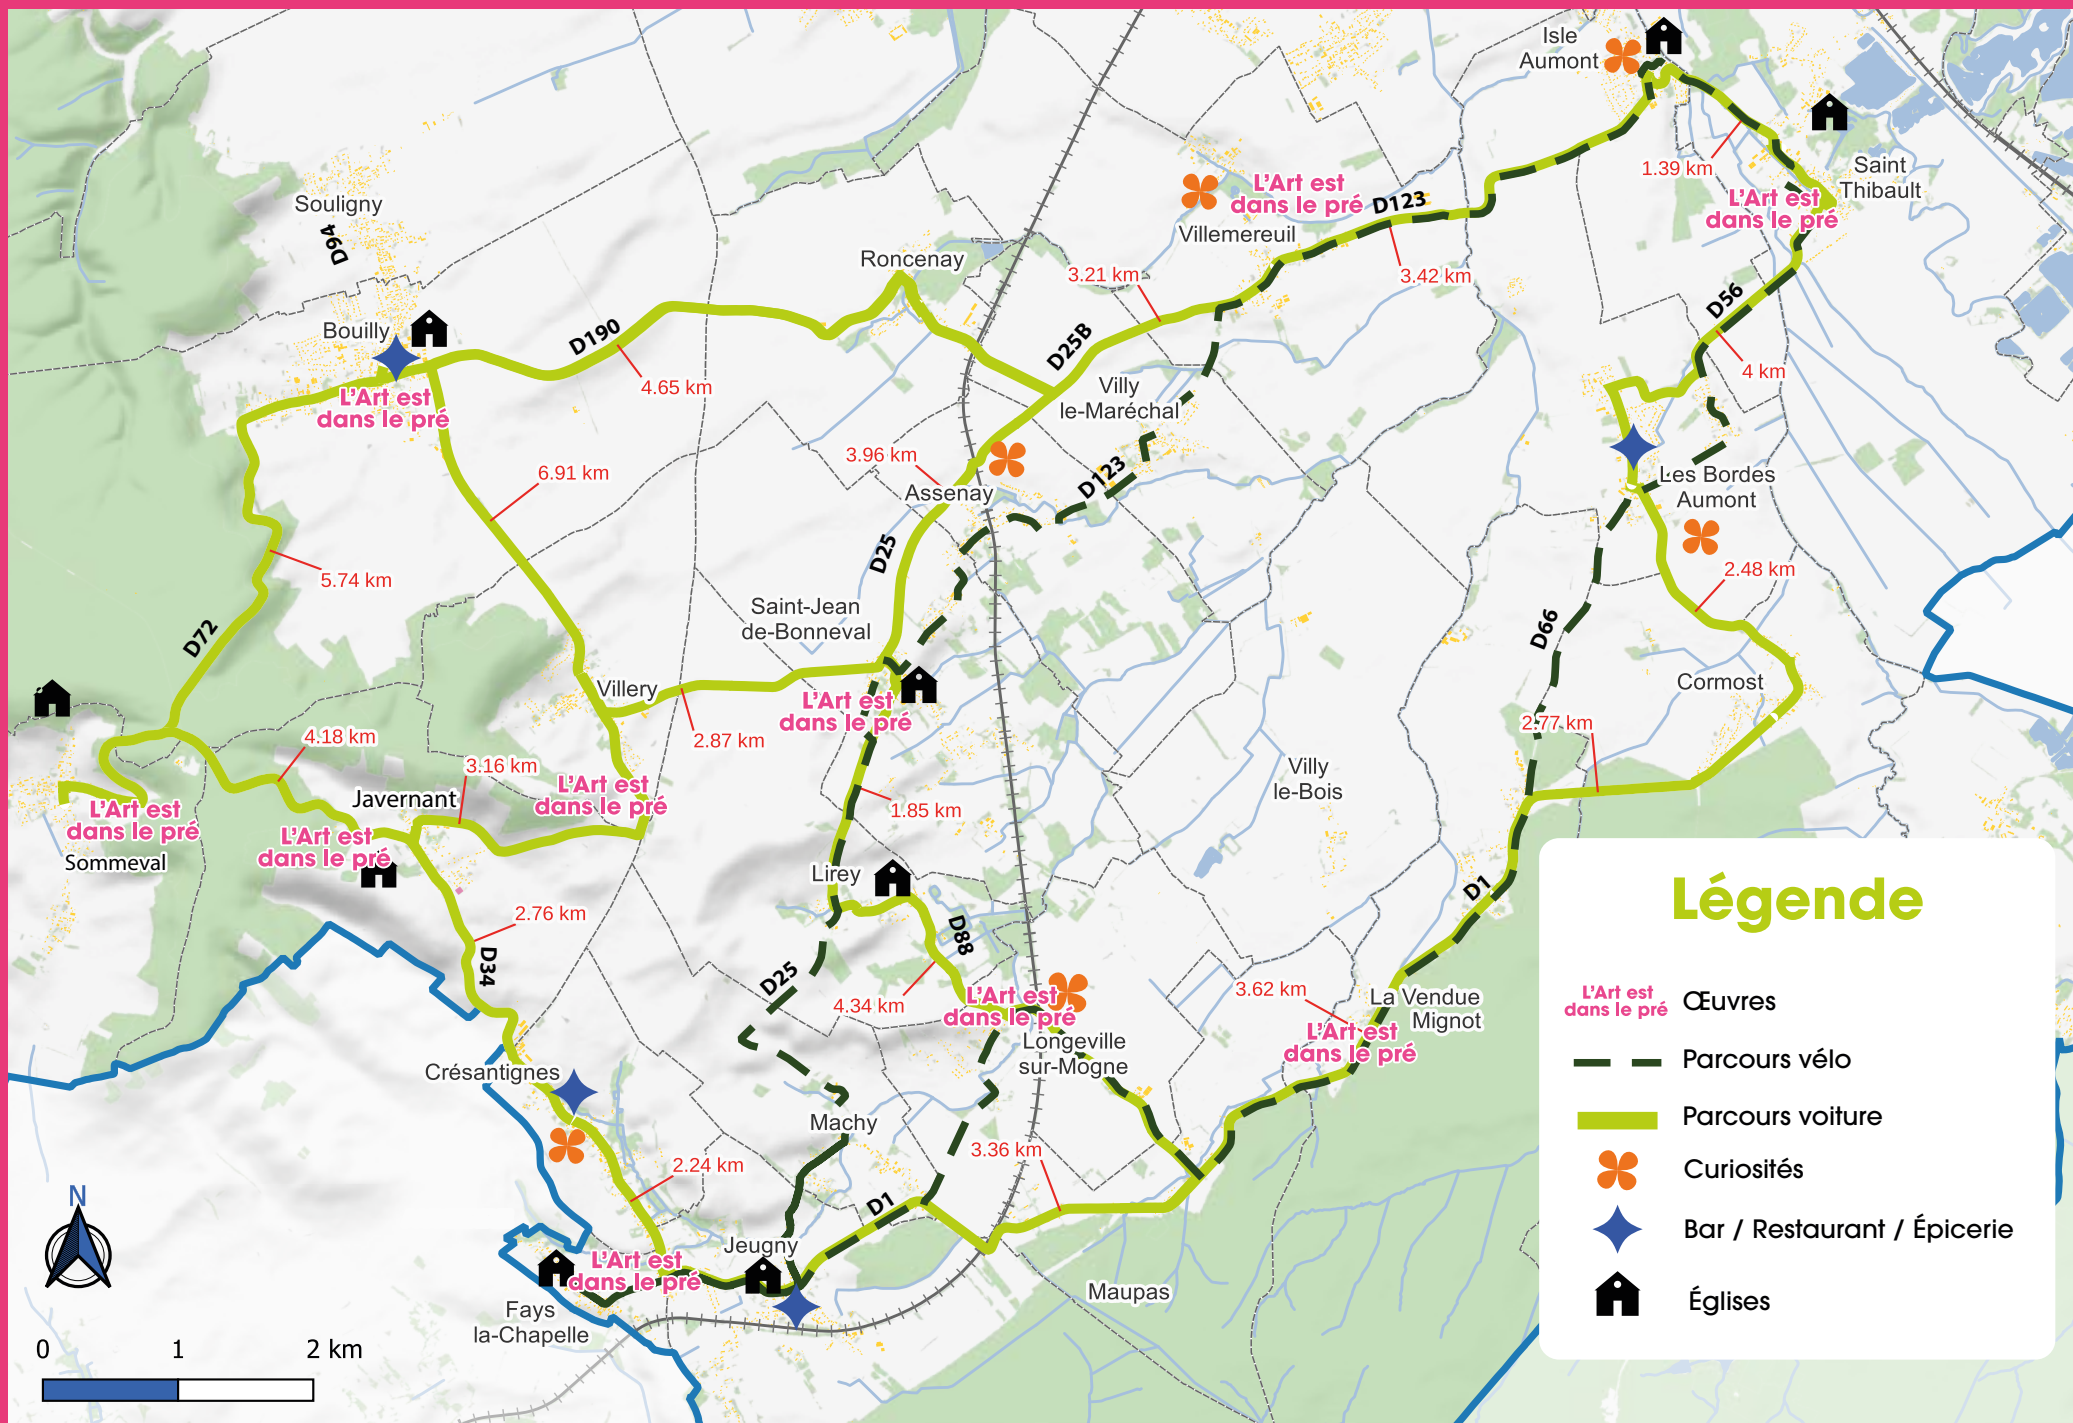 Isle
Aumont
Saint
Thibault
1.39 km
L'Art est
dans le pré
L'Art est
dans le pré
D123
Villemereuil
Souligny
D94
Roncenay
3.21 km
3.42 km
D56
Bouilly
D190
D25B
4.65 km
4 km
Villy
le-Maréchal
L'Art est
dans le pré
3.96 km
6.91 km
D123
Assenay
Les Bordes
Aumont
D25
5.74 km
2.48 km
Saint-Jean
de-Bonneval
D72
D66
Villery
Cormost
L'Art est
dans le pré
2.77 km
4.18 km
2.87 km
3.16 km
Villy
le-Bois
L'Art est
dans le pré
Javernant
1.85 km
L'Art est
dans le pré
Sommeval
L'Art est
dans le pré
Lirey
D1
2.76 km
D88
D34
D25
4.34 km
L'Art est
dans le pré
3.62 km
La Vendue
Mignot
L'Art est
dans le pré
Longeville
sur-Mogne
Crésantignes
Machy
3.36 km
2.24 km
D1
Jeugny
L'Art est
dans le pré
Maupas
Fays
la-Chapelle
N
0 1 2 km
Légende
L'Art est
dans le pré
Œuvres
Parcours vélo
Parcours voiture
Curiosités
Bar / Restaurant / Épicerie
Églises